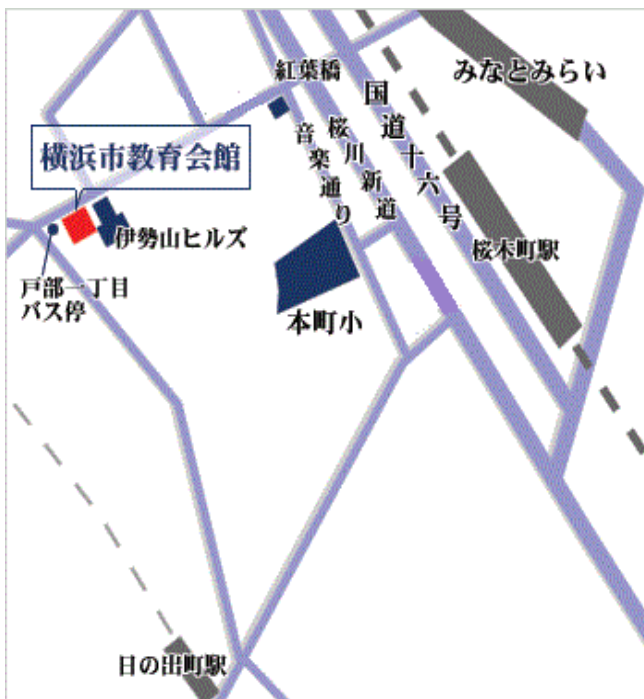 紅葉橋
みなとみらい
国道十六号
桜川新道
音楽通り
横浜市教育会館
伊勢山ヒルズ
桜木町駅
戸部一丁目
バス停
本町小
日の出町駅